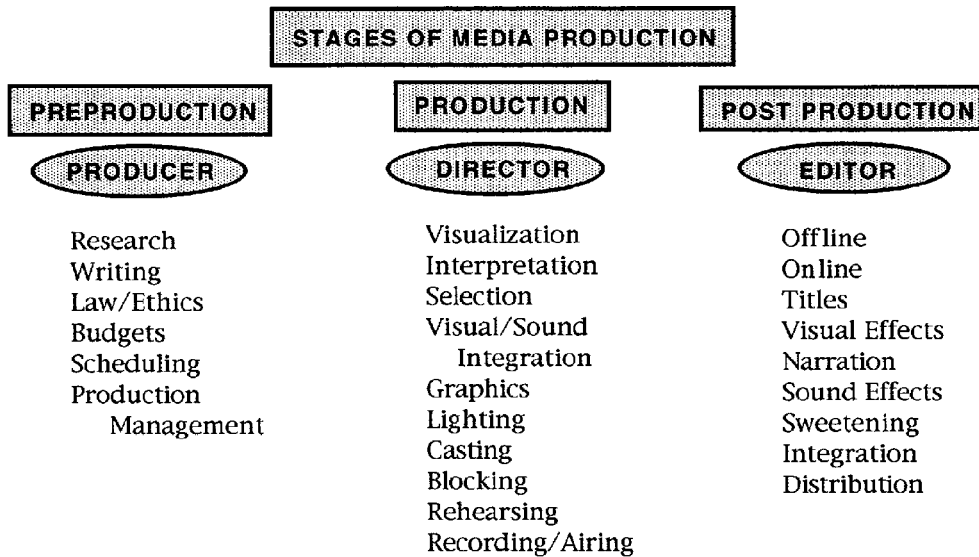 STAGES OF MEDIA PRODUCTION
PREPRODUCTION
PRODUCER
Research
Writing
Law/Ethics
Budgets
Scheduling
Production
Management
PRODUCTION
DIRECTOR
Visualization
Interpretation
Selection
Visual/Sound
Integration
Graphics
Lighting
Casting
Blocking
Rehearsing
Recording/Airing
POST PRODUCTION
EDITOR
Offline
Online
Titles
Visual Effects
Narration
Sound Effects
Sweetening
Integration
Distribution